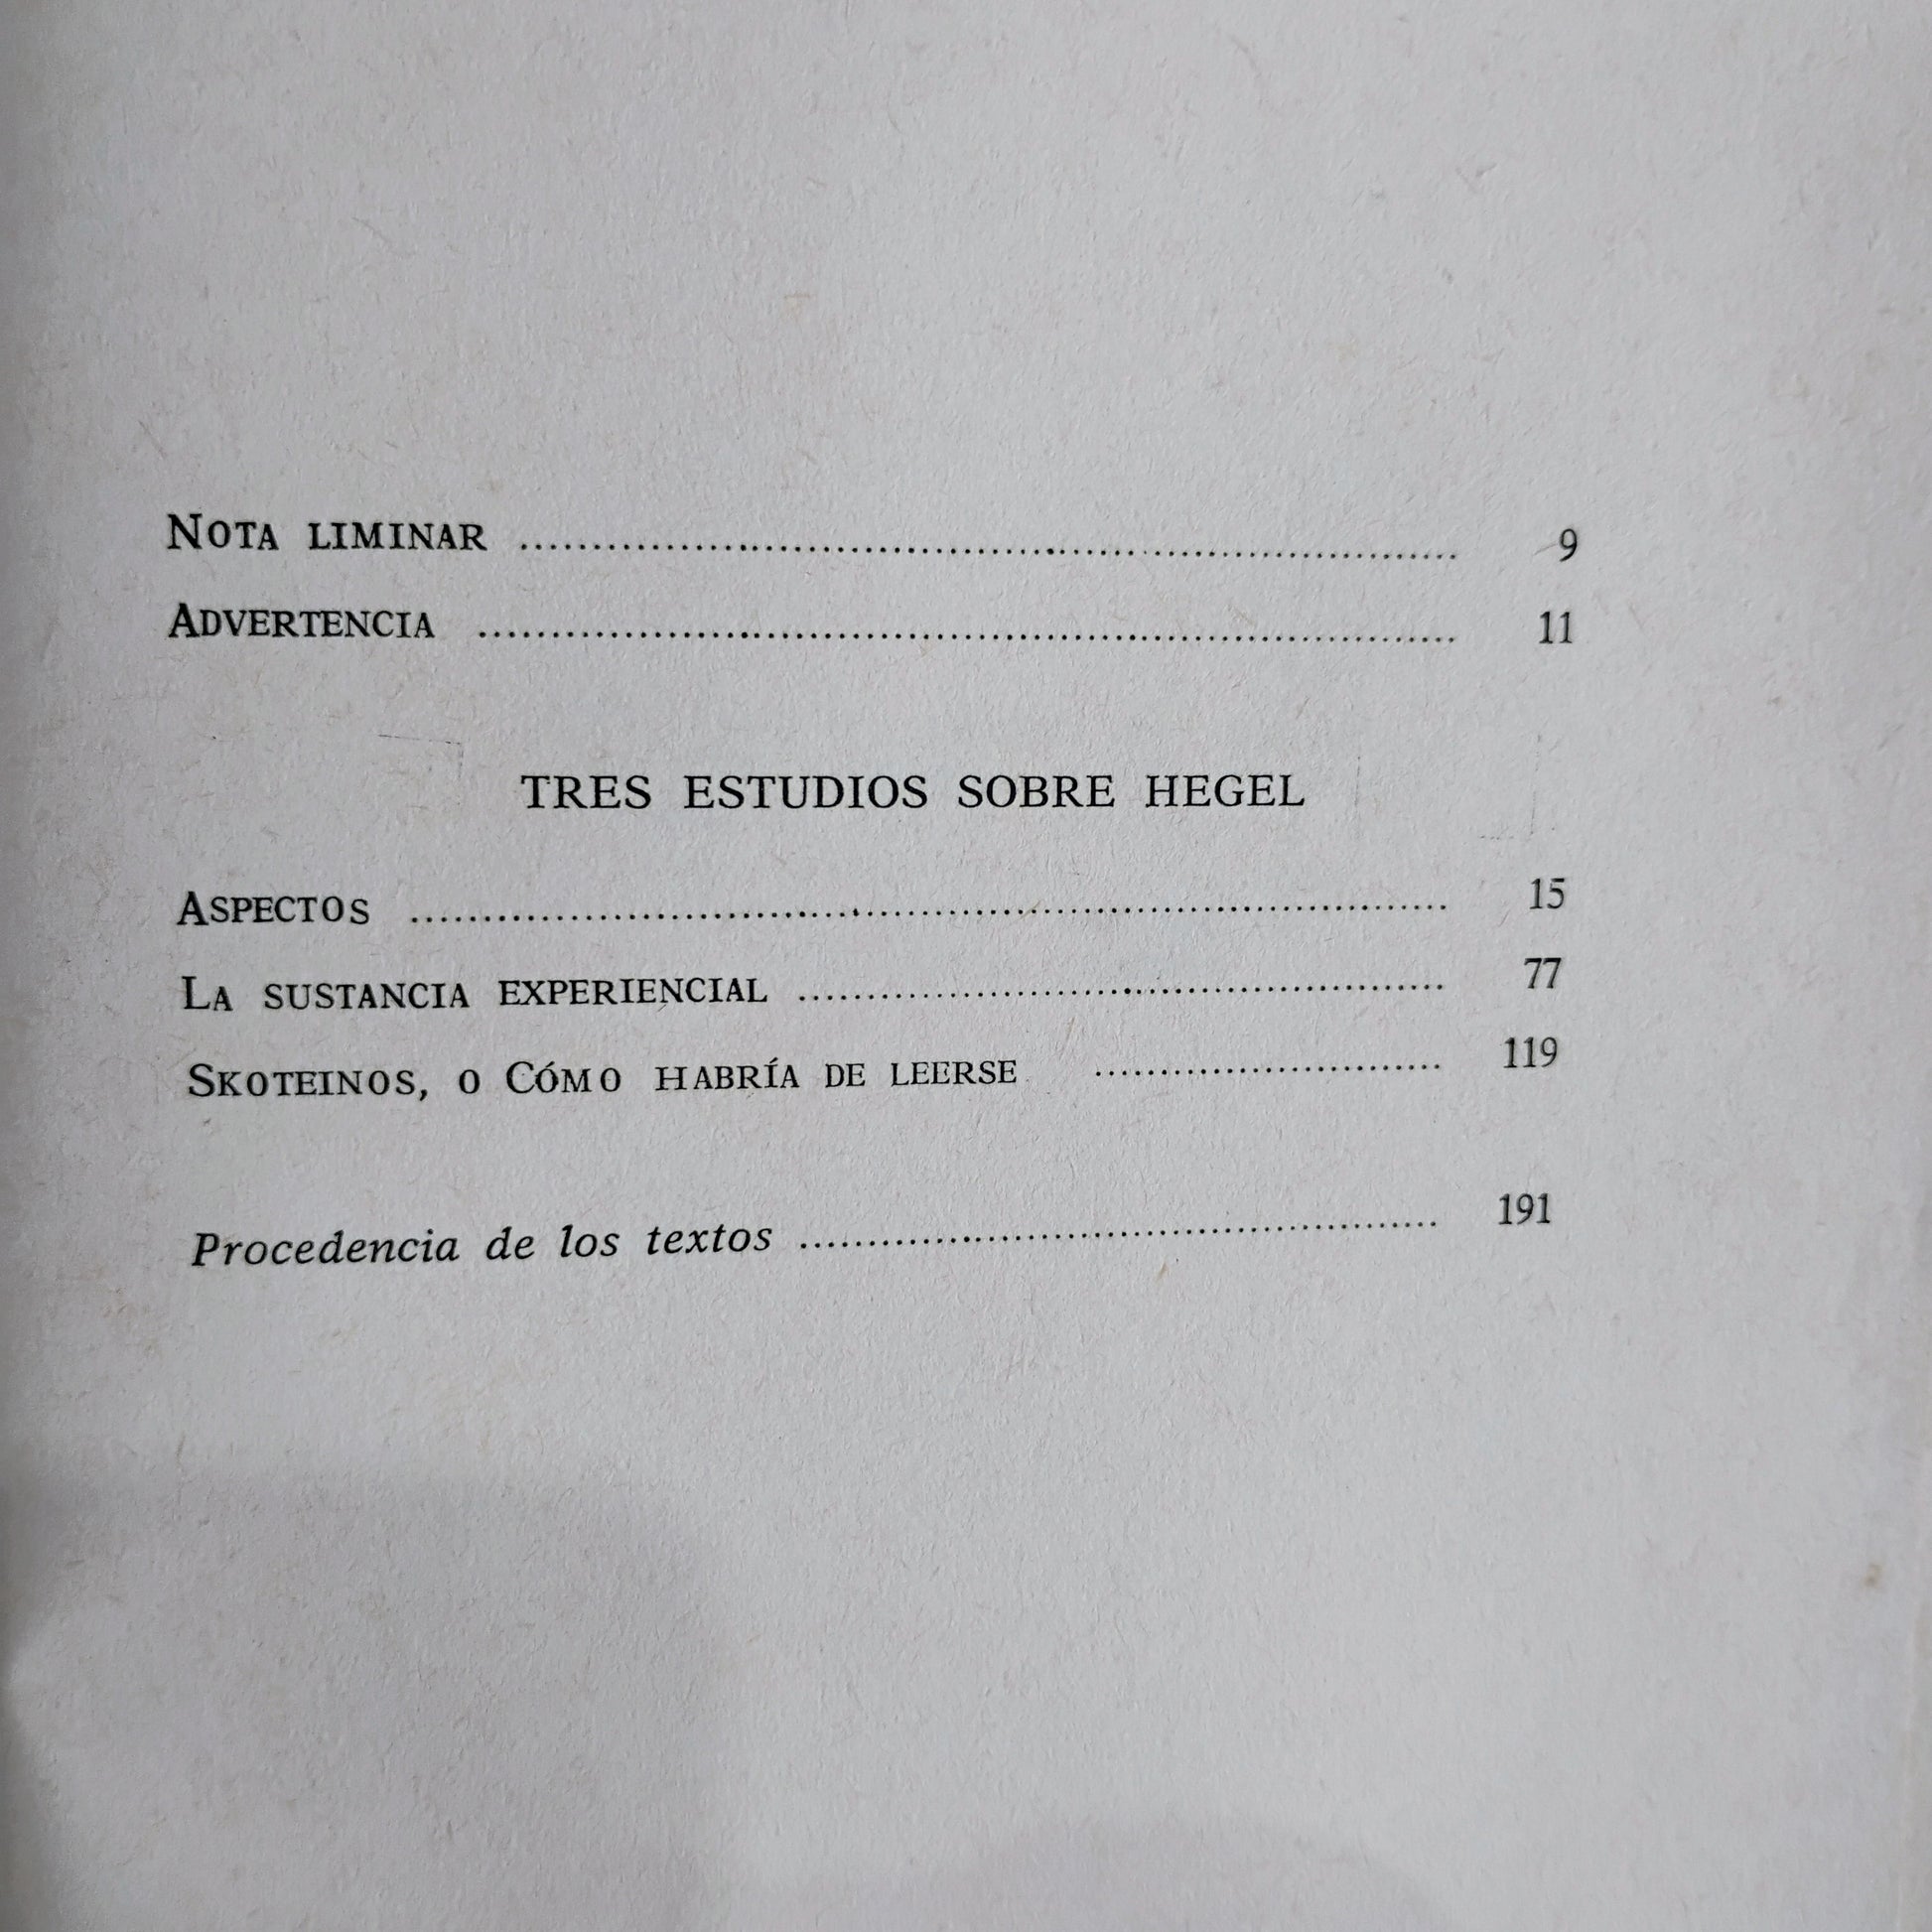 NOTA LIMINAR ........................................................... 9
ADVERTENCIA ........................................................... 11
TRES ESTUDIOS SOBRE HEGEL
ASPECTOS ........................................................... 15
LA SUSTANCIA EXPERIENCIAL ........................................... 77
SKOTEINOS, O CÓMO HABRÍA DE LEERSE ........................... 119
Procedencia de los textos ........................................... 191